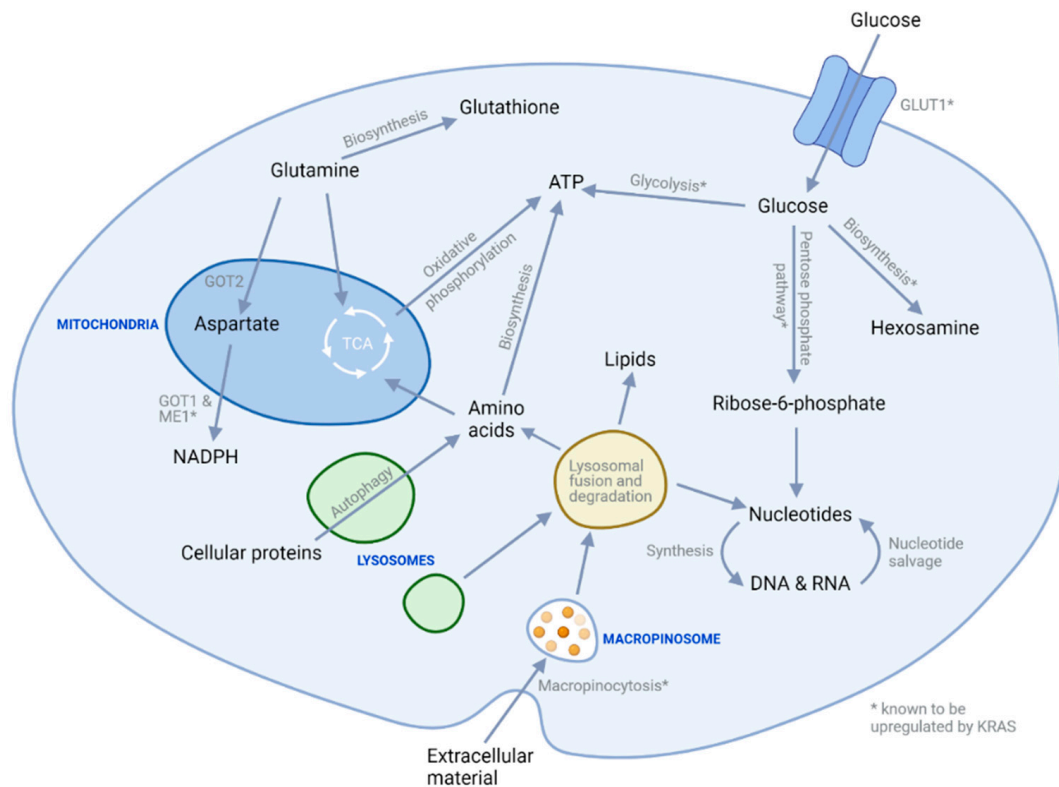 Glucose
GLUT1*
Glutathione
Biosynthesis
Glutamine
ATP
Glycolysis*
Glucose
Oxidative
phosphorylation
Biosynthesis
Pentose phosphate
pathway*
Biosynthesis*
Hexosamine
GOT2
MITOCHONDRIA
Aspartate
TCA
Lipids
GOT1 &
ME1*
Amino
acids
Ribose-6-phosphate
NADPH
Autophagy
Lysosomal
fusion and
degradation
Nucleotides
Cellular proteins
LYSOSOMES
Synthesis
Nucleotide
salvage
DNA & RNA
MACROPINOSOME
Macropinocytosis*
* known to be
upregulated by KRAS
Extracellular
material